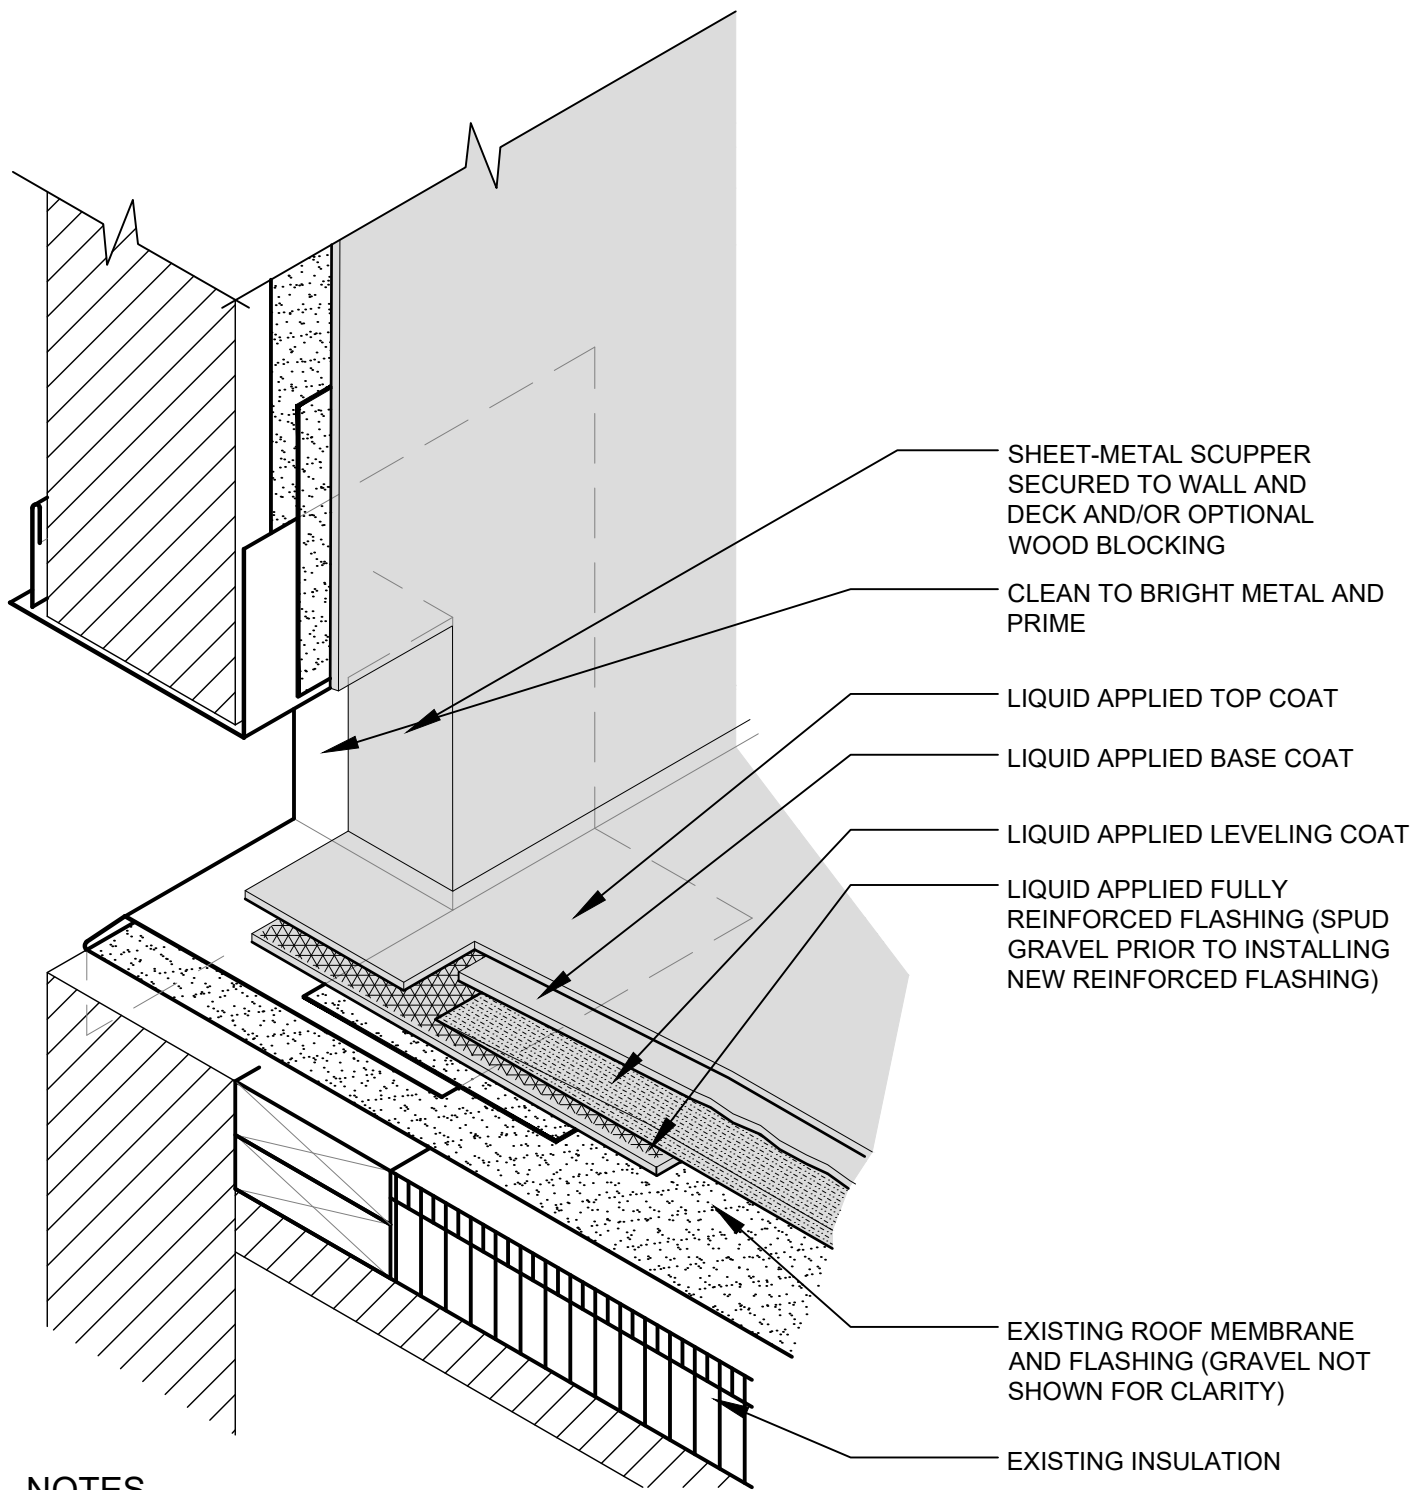 SHEET-METAL SCUPPER
SECURED TO WALL AND
DECK AND/OR OPTIONAL
WOOD BLOCKING
CLEAN TO BRIGHT METAL AND
PRIME
LIQUID APPLIED TOP COAT
LIQUID APPLIED BASE COAT
LIQUID APPLIED LEVELING COAT
LIQUID APPLIED FULLY
REINFORCED FLASHING (SPUD
GRAVEL PRIOR TO INSTALLING
NEW REINFORCED FLASHING)
EXISTING ROOF MEMBRANE
AND FLASHING (GRAVEL NOT
SHOWN FOR CLARITY)
EXISTING INSULATION
NOTES